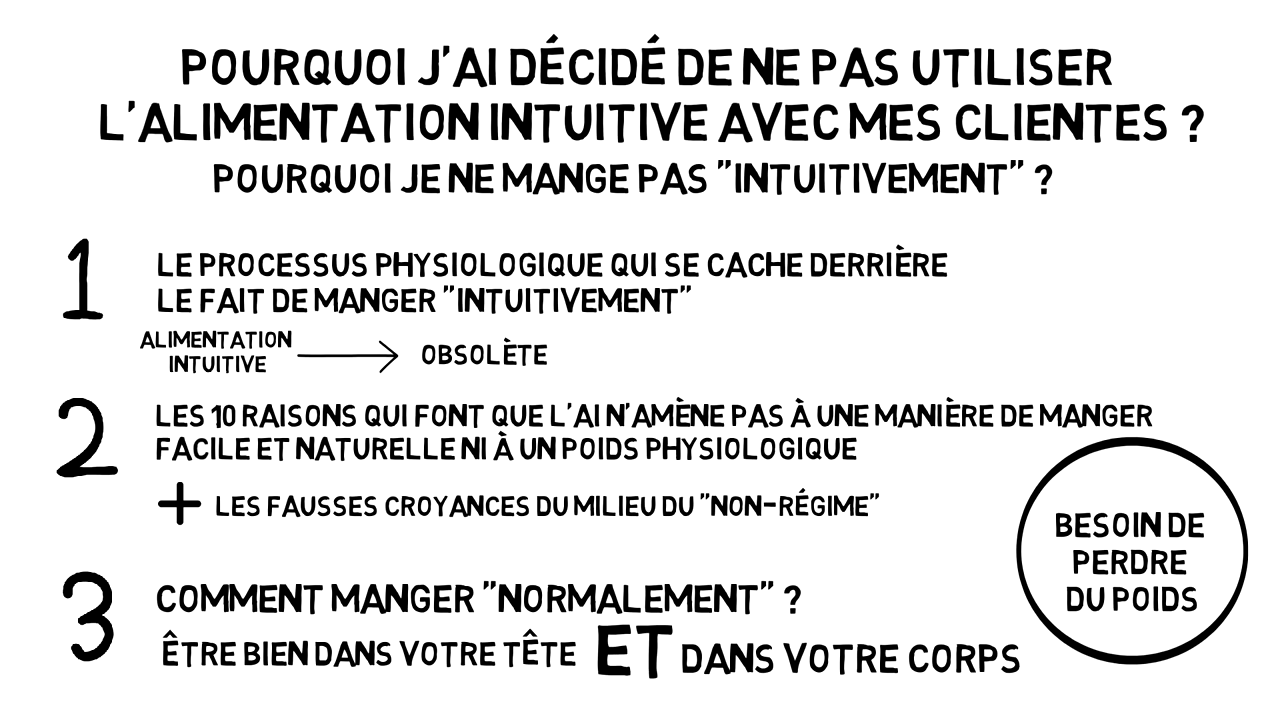 POURQUOI J'AI DÉCIDÉ DE NE PAS UTILISER
L'ALIMENTATION INTUITIVE AVEC MES CLIENTES ?
POURQUOI JE NE MANGE PAS "INTUITIVEMENT" ?
1
LE PROCESSUS PHYSIOLOGIQUE QUI SE CACHE DERRIÈRE
LE FAIT DE MANGER "INTUITIVEMENT"
ALIMENTATION
INTUITIVE
OBSOLÈTE
2
LES 10 RAISONS QUI FONT QUE L'AI N'AMÈNE PAS À UNE MANIÈRE DE MANGER
FACILE ET NATURELLE NI À UN POIDS PHYSIOLOGIQUE
+ LES FAUSSES CROYANCES DU MILIEU DU "NON-RÉGIME"
BESOIN DE
PERDRE
DU POIDS
3
COMMENT MANGER "NORMALEMENT" ?
ÊTRE BIEN DANS VOTRE TÊTE ET DANS VOTRE CORPS